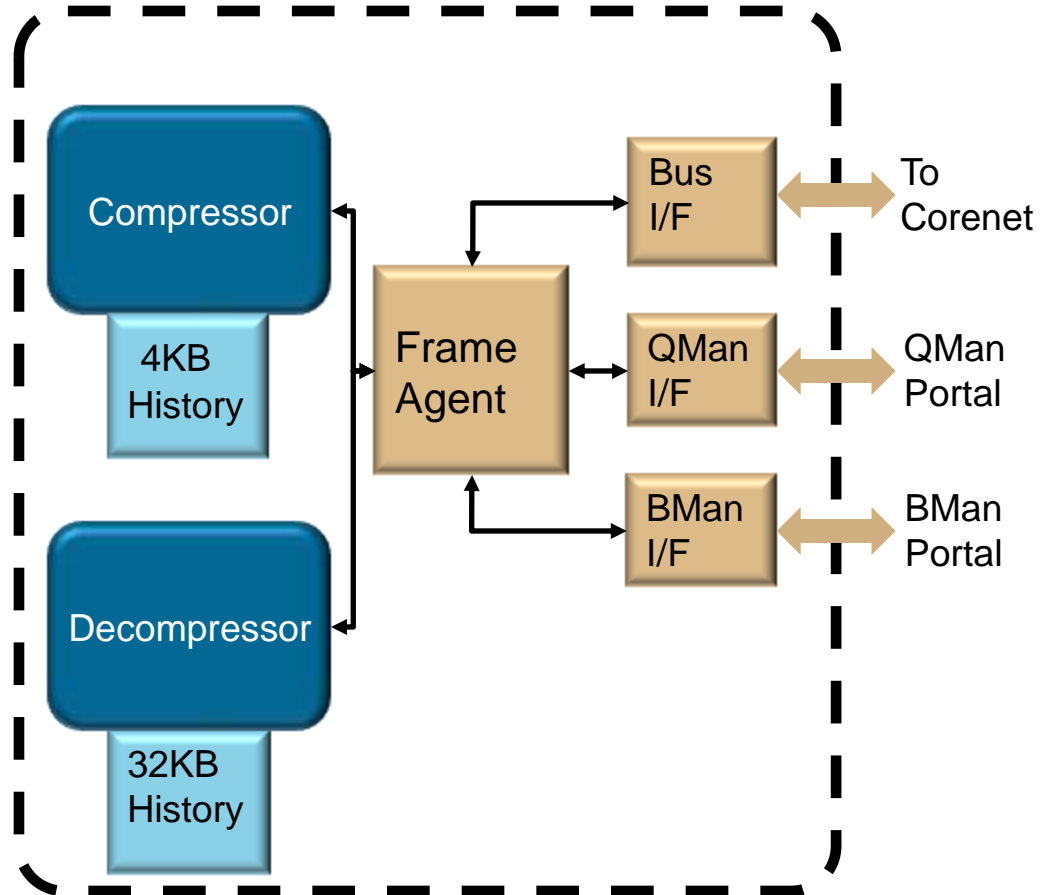 Compressor
4KB
History
Decompressor
32KB
History
Frame
Agent
Bus
I/F
To
Corenet
QMan
I/F
QMan
Portal
BMan
I/F
BMan
Portal